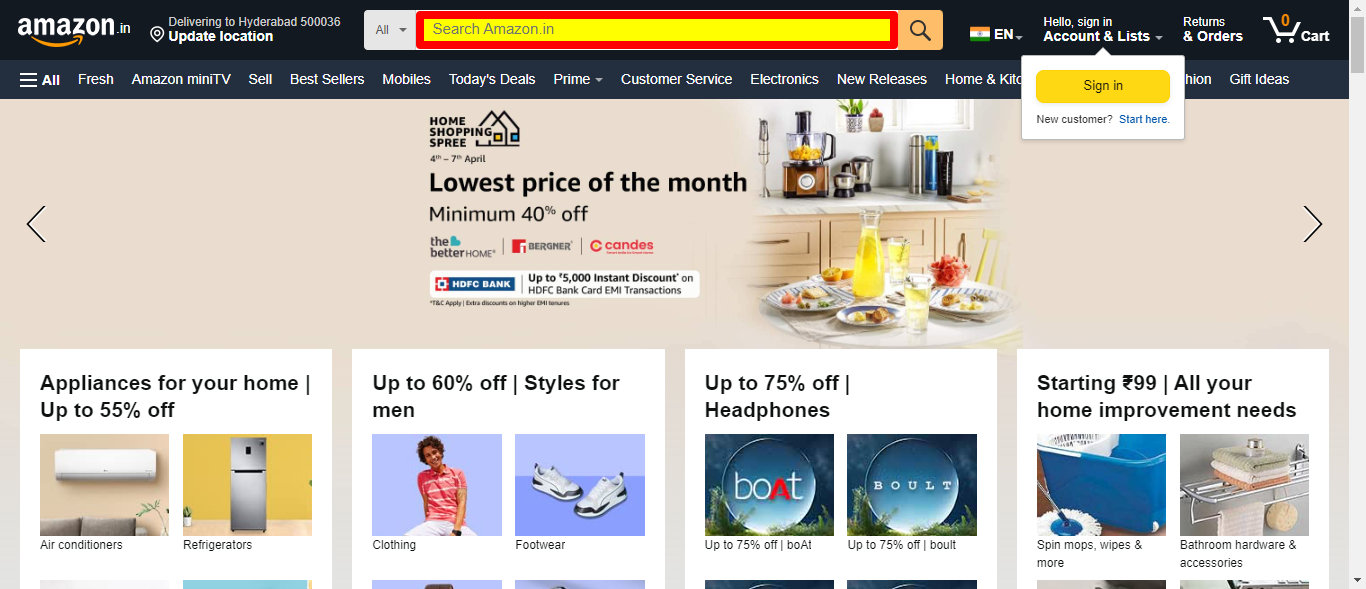 amazon.in
Delivering to Hyderabad 500036
Update location
All
Search Amazon.in
EN
Hello, sign in
Account & Lists
Returns
& Orders
0
Cart
All
Fresh
Amazon miniTV
Sell
Best Sellers
Mobiles
Today's Deals
Prime
Customer Service
Electronics
New Releases
Home & Kitc
hion
Gift Ideas
Sign in
New customer? Start here.
HOME
SHOPPING
SPREE
4th – 7th April
Lowest price of the month
Minimum 40% off
the
betterHOME
BERGNER
candes
HDFC BANK
Up to ₹5,000 Instant Discount* on
HDFC Bank Card EMI Transactions
*T&C Apply | Extra discounts on higher EMI tenures
Appliances for your home |
Up to 55% off
Air conditioners
Refrigerators
Up to 60% off | Styles for
men
Clothing
Footwear
Up to 75% off |
Headphones
boAt
BOULT
Up to 75% off | boAt
Up to 75% off | boult
Starting ₹99 | All your
home improvement needs
Spin mops, wipes &
more
Bathroom hardware &
accessories